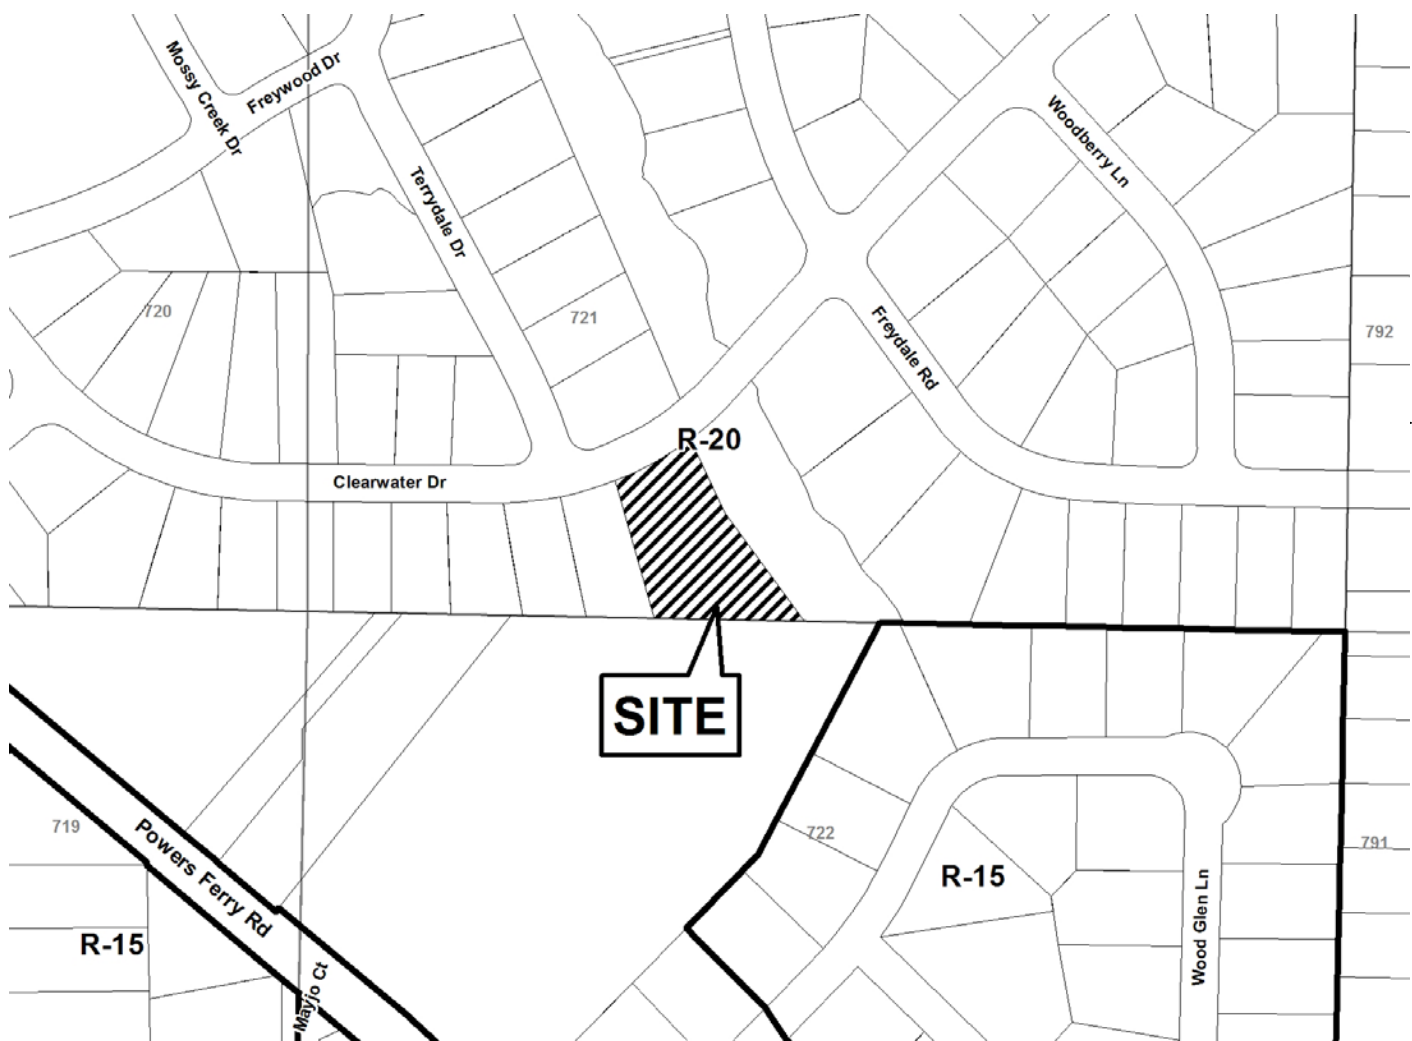 Mossy Creek Dr
Freywood Dr
Woodberry Ln
Terrydale Dr
720
721
Freydale Rd
792
R-20
Clearwater Dr
SITE
719
Powers Ferry Rd
722
791
R-15
Wood Glen Ln
R-15
Mayjo Ct